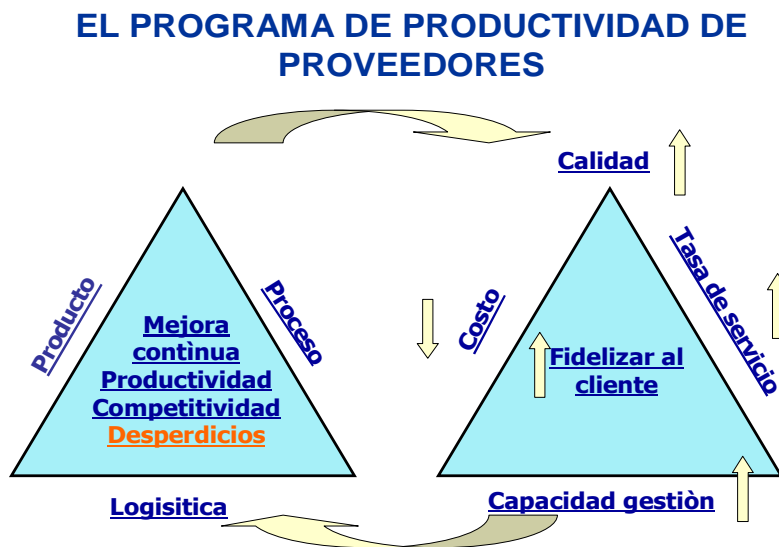 EL PROGRAMA DE PRODUCTIVIDAD DE
PROVEEDORES
Calidad
Producto
Proceso
Mejora
contìnua
Productividad
Competitividad
Desperdicios
Logisitica
Costo
Tasa de servicio
Fidelizar al
cliente
Capacidad gestiòn